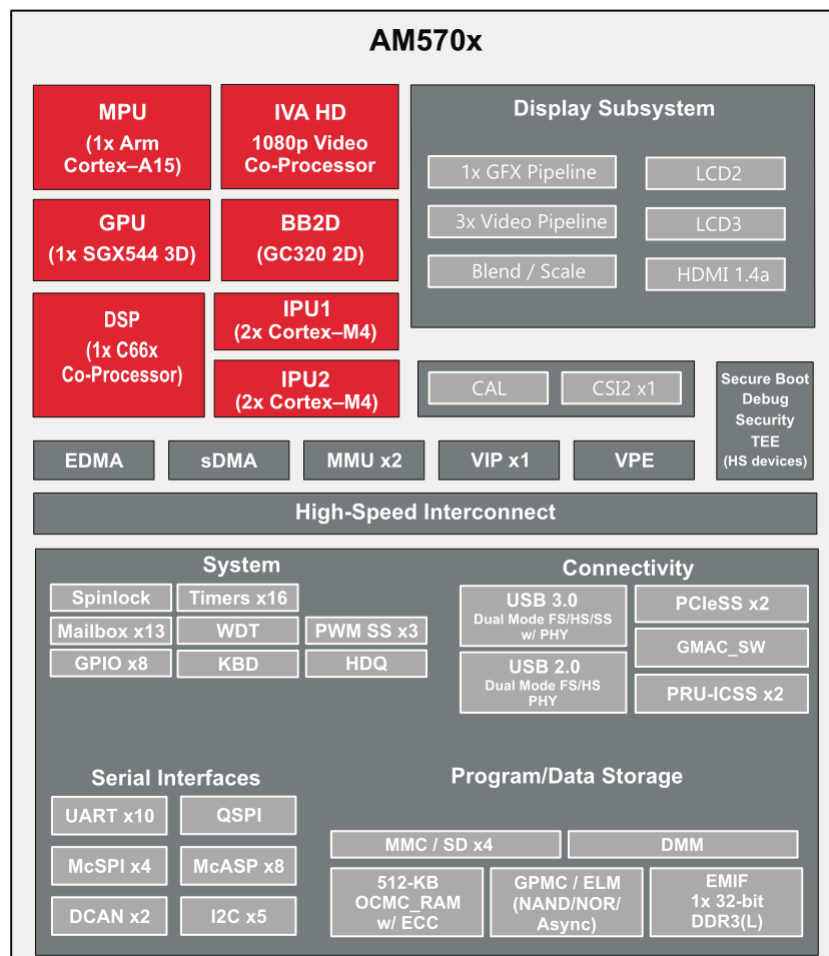 AM570x
MPU
(1x Arm
Cortex–A15)
IVA HD
1080p Video
Co-Processor
GPU
(1x SGX544 3D)
BB2D
(GC320 2D)
DSP
(1x C66x
Co-Processor)
IPU1
(2x Cortex–M4)
IPU2
(2x Cortex–M4)
Display Subsystem
1x GFX Pipeline
LCD2
3x Video Pipeline
LCD3
Blend / Scale
HDMI 1.4a
CAL
CSI2 x1
Secure Boot
Debug
Security
TEE
(HS devices)
EDMA
sDMA
MMU x2
VIP x1
VPE
High-Speed Interconnect
System
Spinlock
Timers x16
Mailbox x13
WDT
PWM SS x3
GPIO x8
KBD
HDQ
Connectivity
USB 3.0
Dual Mode FS/HS/SS
w/ PHY
USB 2.0
Dual Mode FS/HS
PHY
PCIeSS x2
GMAC_SW
PRU-ICSS x2
Serial Interfaces
UART x10
QSPI
McSPI x4
McASP x8
DCAN x2
I2C x5
Program/Data Storage
MMC / SD x4
DMM
512-KB
OCMC_RAM
w/ ECC
GPMC / ELM
(NAND/NOR/
Async)
EMIF
1x 32-bit
DDR3(L)